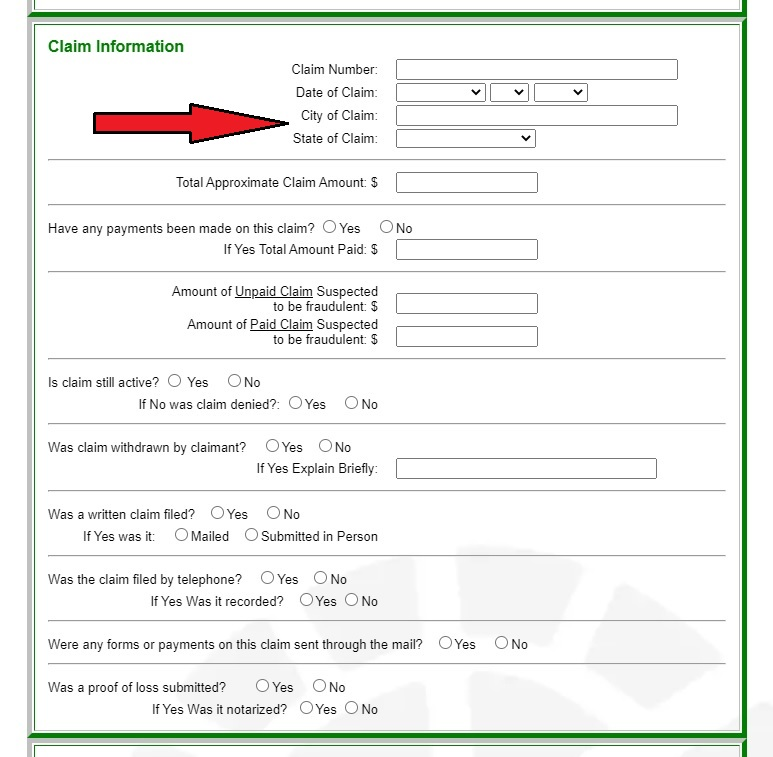 Claim Information
Claim Number:
Date of Claim:
City of Claim:
State of Claim:
Total Approximate Claim Amount: $
Have any payments been made on this claim? Yes No
If Yes Total Amount Paid: $
Amount of Unpaid Claim Suspected
to be fraudulent: $
Amount of Paid Claim Suspected
to be fraudulent: $
Is claim still active? Yes No
If No was claim denied?: Yes No
Was claim withdrawn by claimant? Yes No
If Yes Explain Briefly:
Was a written claim filed? Yes No
If Yes was it: Mailed Submitted in Person
Was the claim filed by telephone? Yes No
If Yes Was it recorded? Yes No
Were any forms or payments on this claim sent through the mail? Yes No
Was a proof of loss submitted? Yes No
If Yes Was it notarized? Yes No